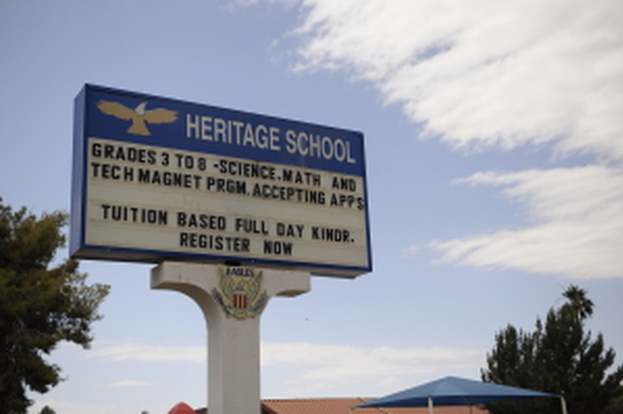 HERITAGE SCHOOL
GRADES 3 TO 8 -SCIENCE.MATH AND
TECH MAGNET PRGM.ACCEPTING APPS
TUITION BASED FULL DAY KINDR.
REGISTER NOW
EAGLES